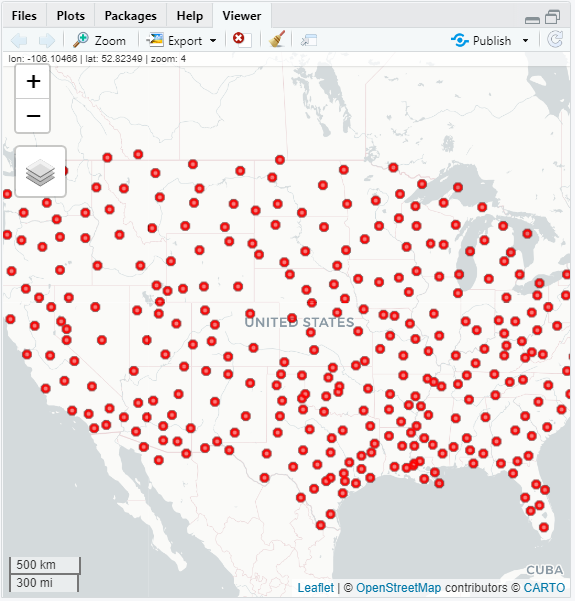 Files Plots Packages Help Viewer
Zoom Export Publish
lon: -106.10466 | lat: 52.82349 | zoom: 4
+
−
UNITED STATES
500 km
300 mi
CUBA
Leaflet | © OpenStreetMap contributors © CARTO